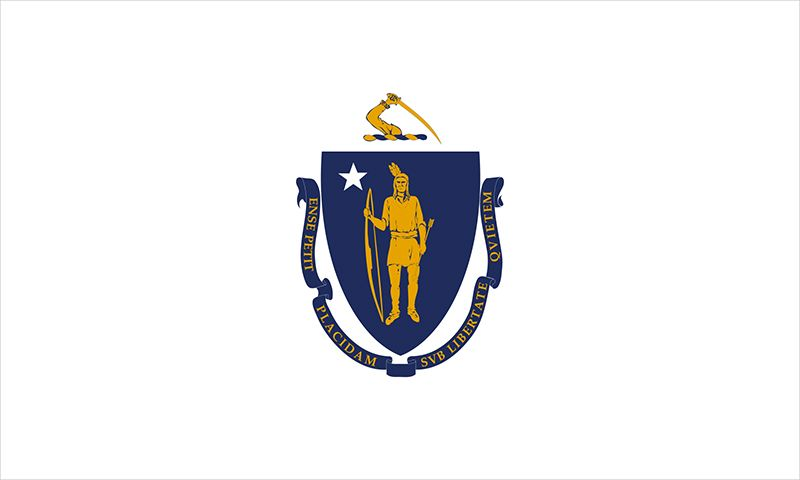 ENSE PETIT
PLACIDAM
SVB LIBERTATE
QVIETEM